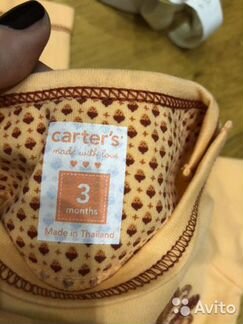 carter's
made with love
3
months
Made in Thailand
Avito